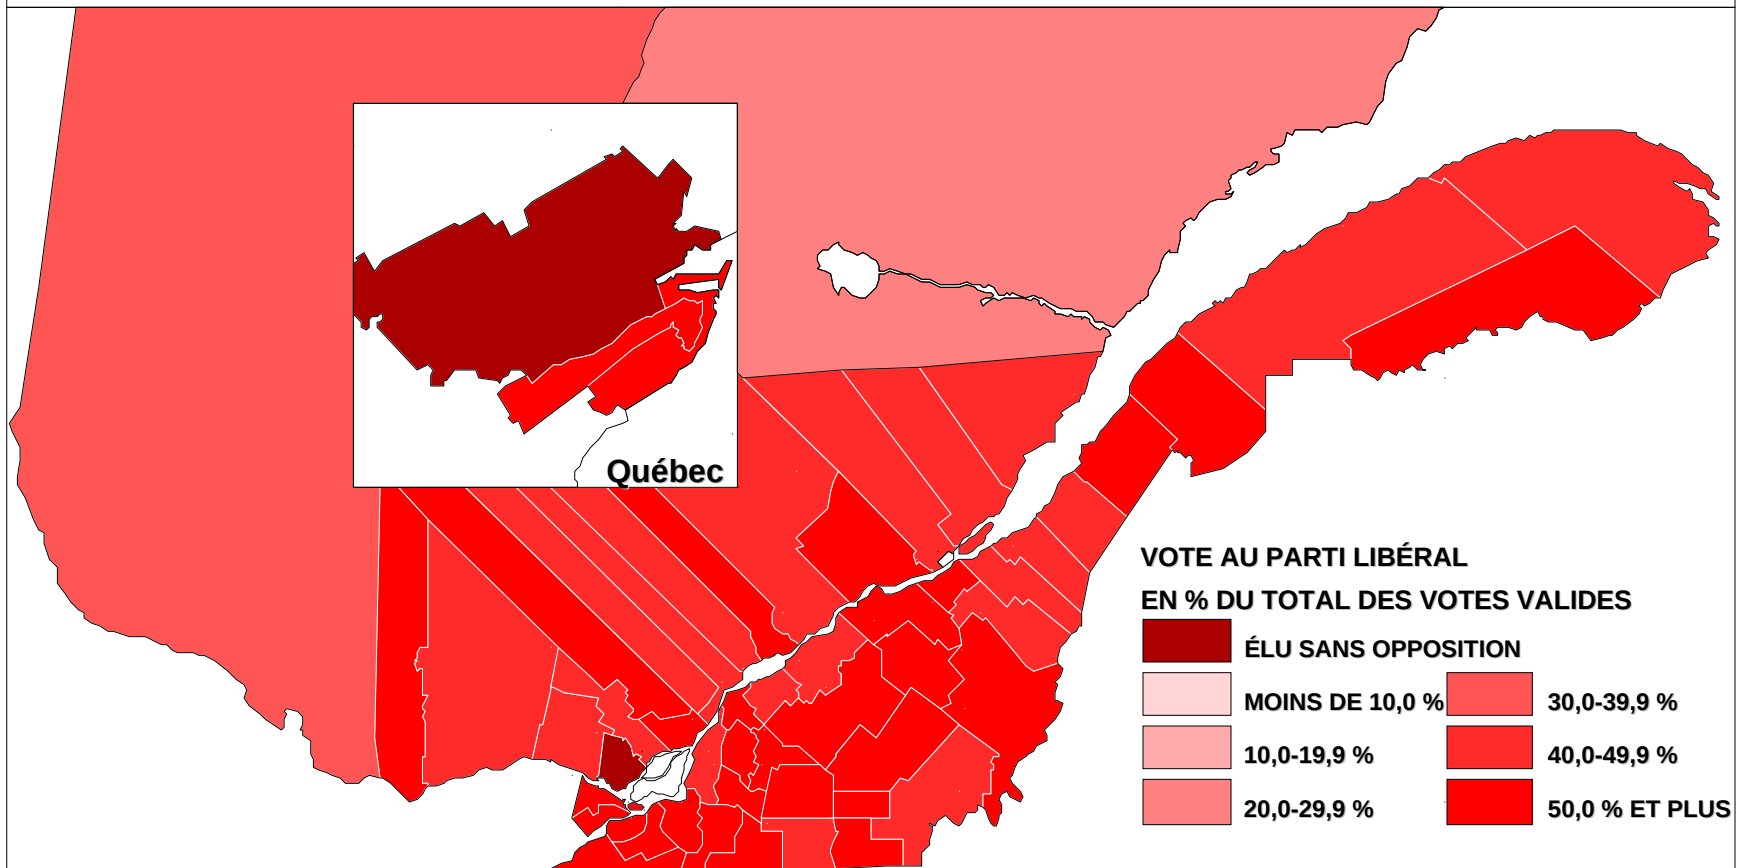 Québec
VOTE AU PARTI LIBÉRAL
EN % DU TOTAL DES VOTES VALIDES
ÉLU SANS OPPOSITION
MOINS DE 10,0 %
10,0-19,9 %
20,0-29,9 %
30,0-39,9 %
40,0-49,9 %
50,0 % ET PLUS